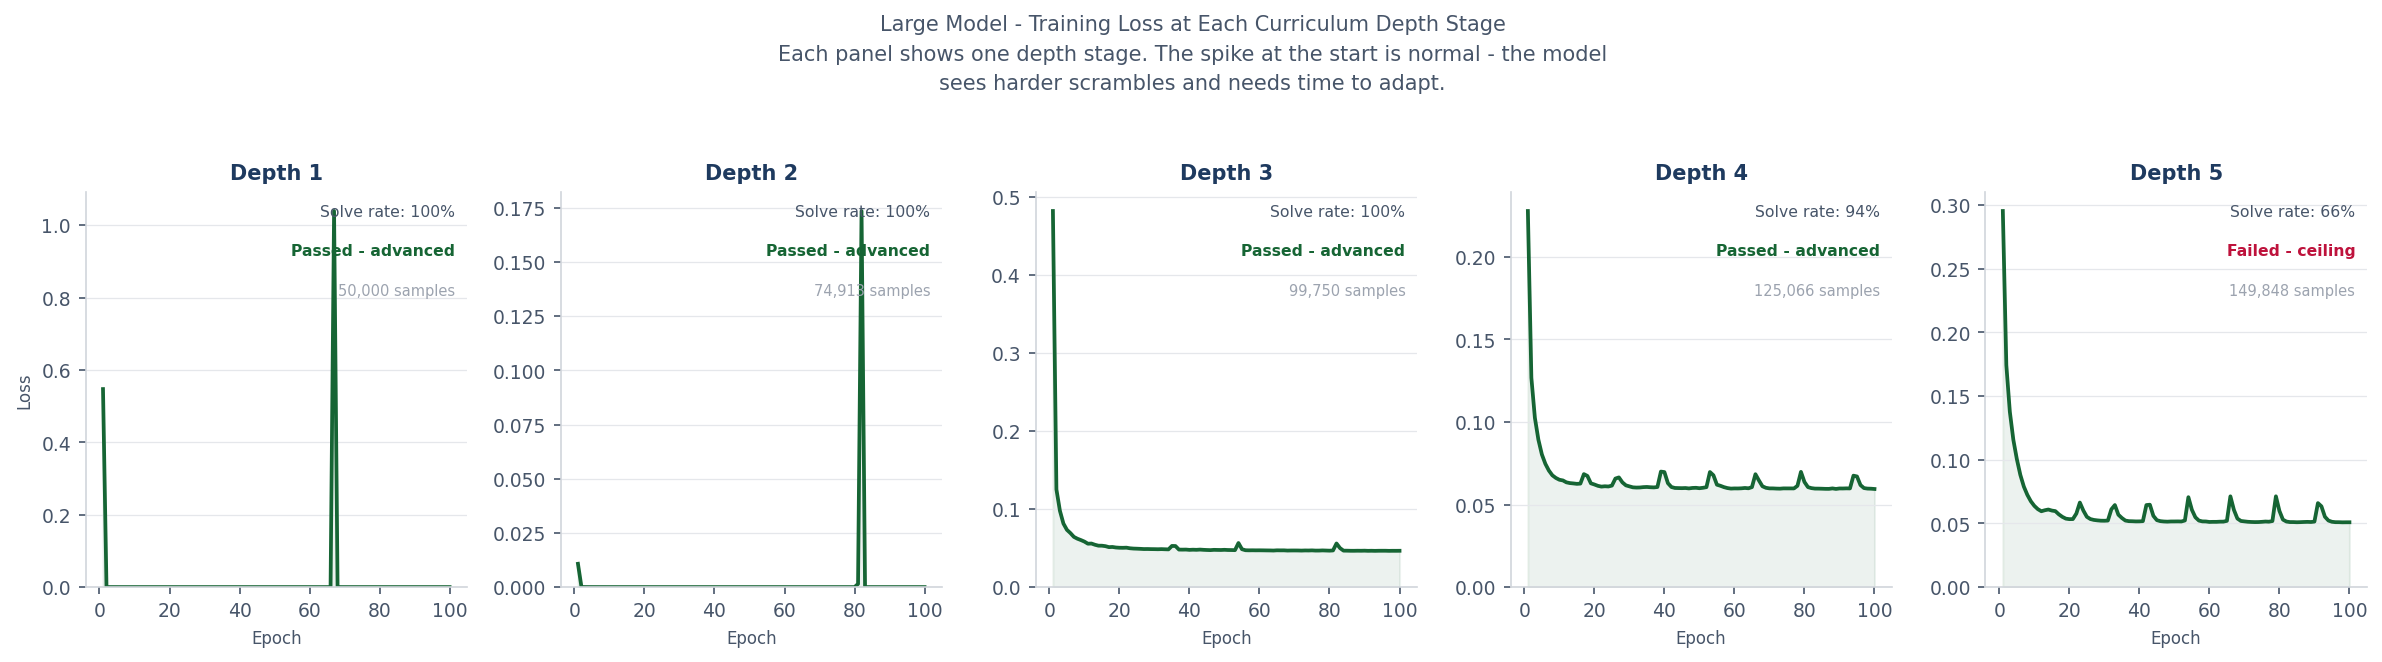 Large Model - Training Loss at Each Curriculum Depth Stage
Each panel shows one depth stage. The spike at the start is normal - the model
sees harder scrambles and needs time to adapt.
Depth 1
Solve rate: 100%
Passed - advanced
50,000 samples
1.0
0.8
0.6
0.4
0.2
0.0
Loss
0 20 40 60 80 100
Epoch
Depth 2
Solve rate: 100%
Passed - advanced
74,913 samples
0.175
0.150
0.125
0.100
0.075
0.050
0.025
0.000
0 20 40 60 80 100
Epoch
Depth 3
Solve rate: 100%
Passed - advanced
99,750 samples
0.5
0.4
0.3
0.2
0.1
0.0
0 20 40 60 80 100
Epoch
Depth 4
Solve rate: 94%
Passed - advanced
125,066 samples
0.20
0.15
0.10
0.05
0.00
0 20 40 60 80 100
Epoch
Depth 5
Solve rate: 66%
Failed - ceiling
149,848 samples
0.30
0.25
0.20
0.15
0.10
0.05
0.00
0 20 40 60 80 100
Epoch